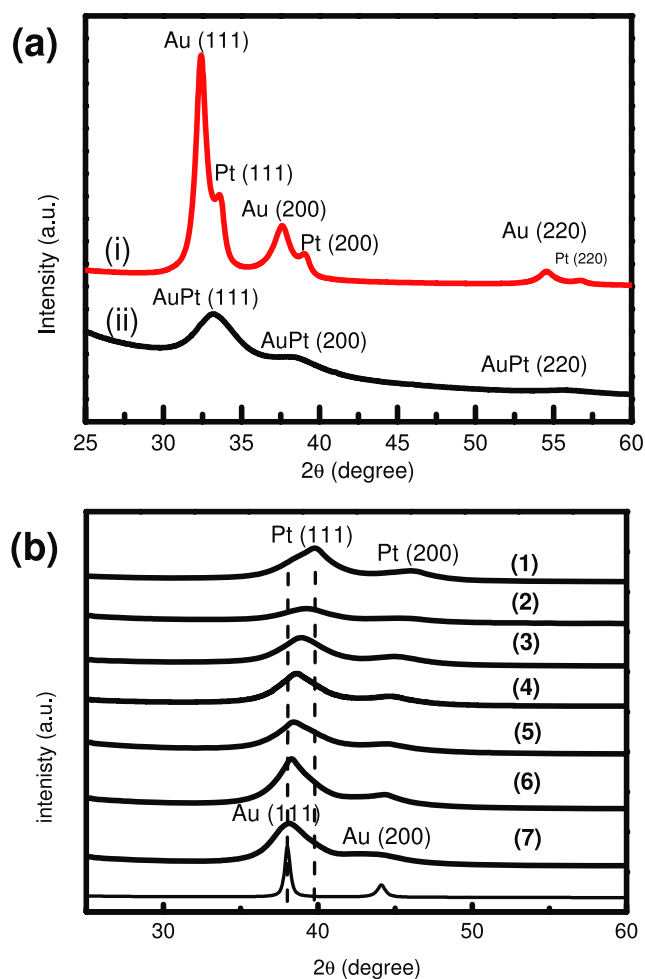 (a)
Au (111)
Pt (111)
Au (200)
Pt (200)
Au (220)
Pt (220)
(i)
(ii)
AuPt (111)
AuPt (200)
AuPt (220)
Intensity (a.u.)
25 30 35 40 45 50 55 60
2θ (degree)
(b)
Pt (111)
Pt (200)
(1)
(2)
(3)
(4)
(5)
(6)
Au (111)
Au (200)
(7)
intenisty (a.u.)
30 40 50 60
2θ (degree)